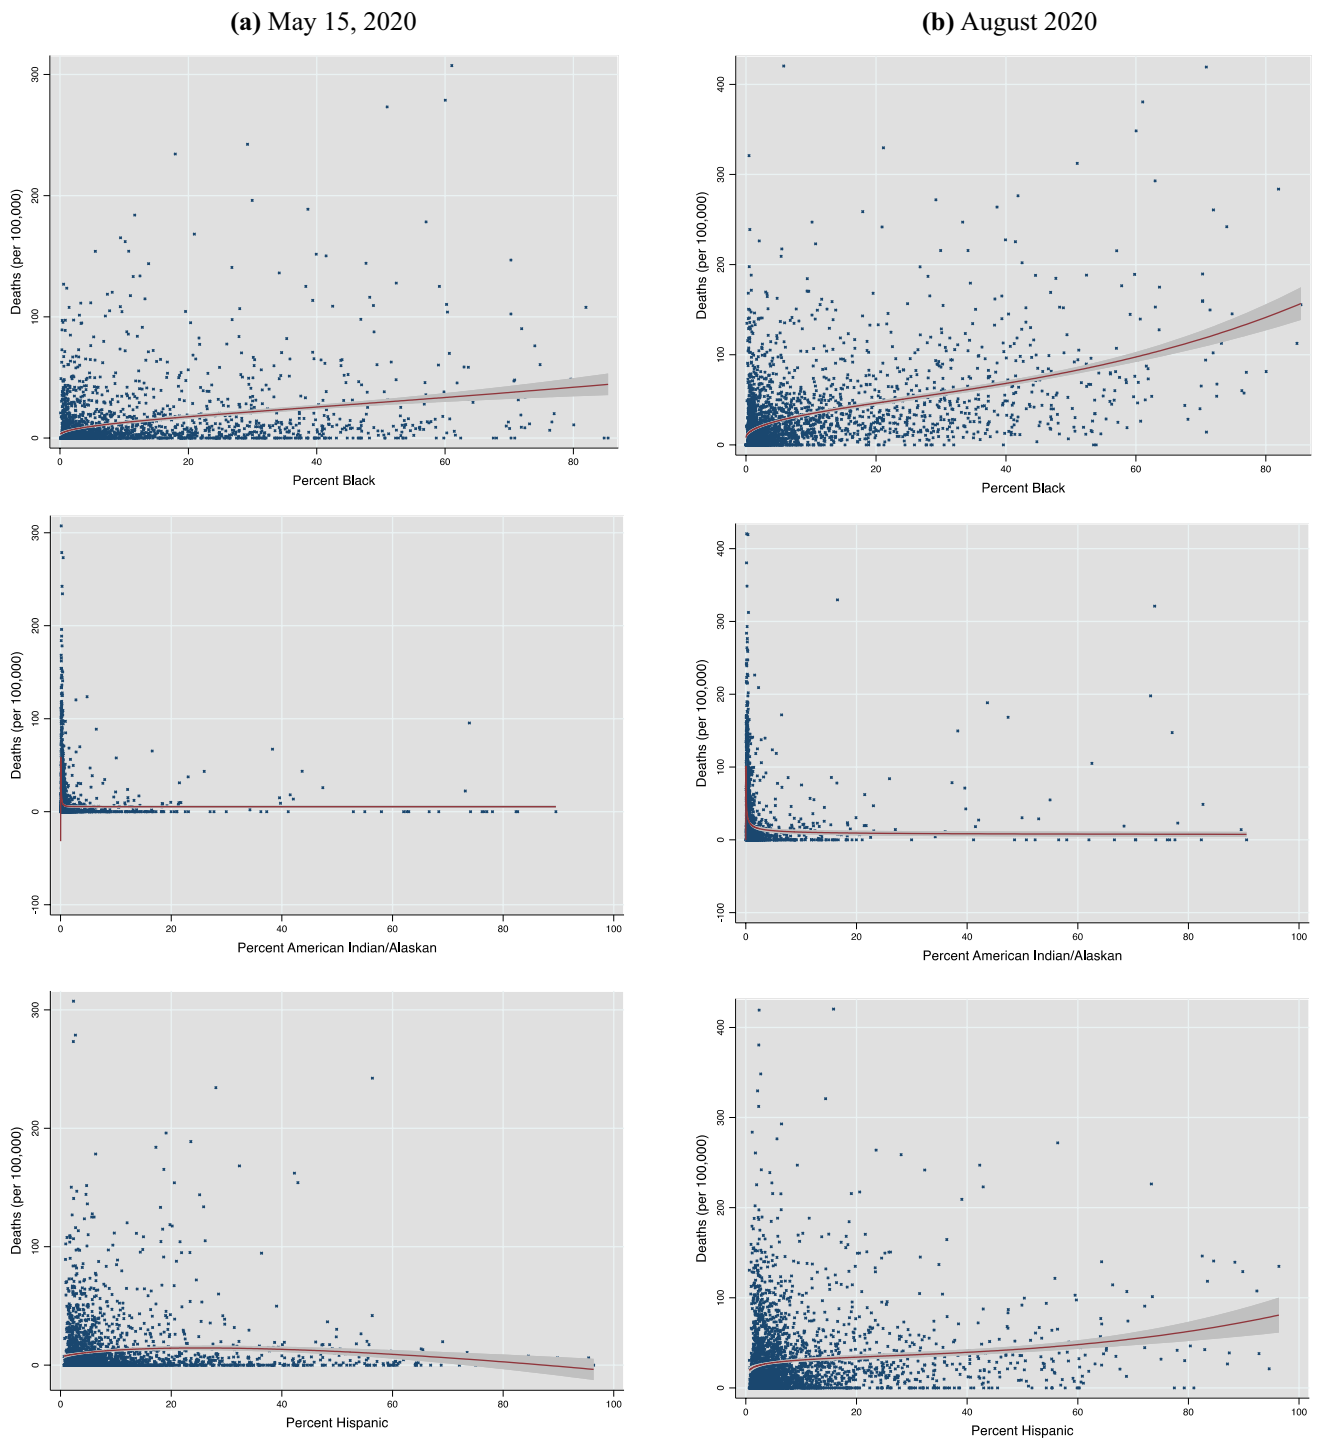 (a) May 15, 2020
(b) August 2020
300
200
100
0
Deaths (per 100,000)
0 20 40 60 80
Percent Black
400
300
200
100
0
Deaths (per 100,000)
0 20 40 60 80
Percent Black
300
200
100
0
-100
Deaths (per 100,000)
0 20 40 60 80 100
Percent American Indian/Alaskan
400
300
200
100
0
-100
Deaths (per 100,000)
0 20 40 60 80 100
Percent American Indian/Alaskan
300
200
100
0
Deaths (per 100,000)
0 20 40 60 80 100
Percent Hispanic
400
300
200
100
0
Deaths (per 100,000)
0 20 40 60 80 100
Percent Hispanic